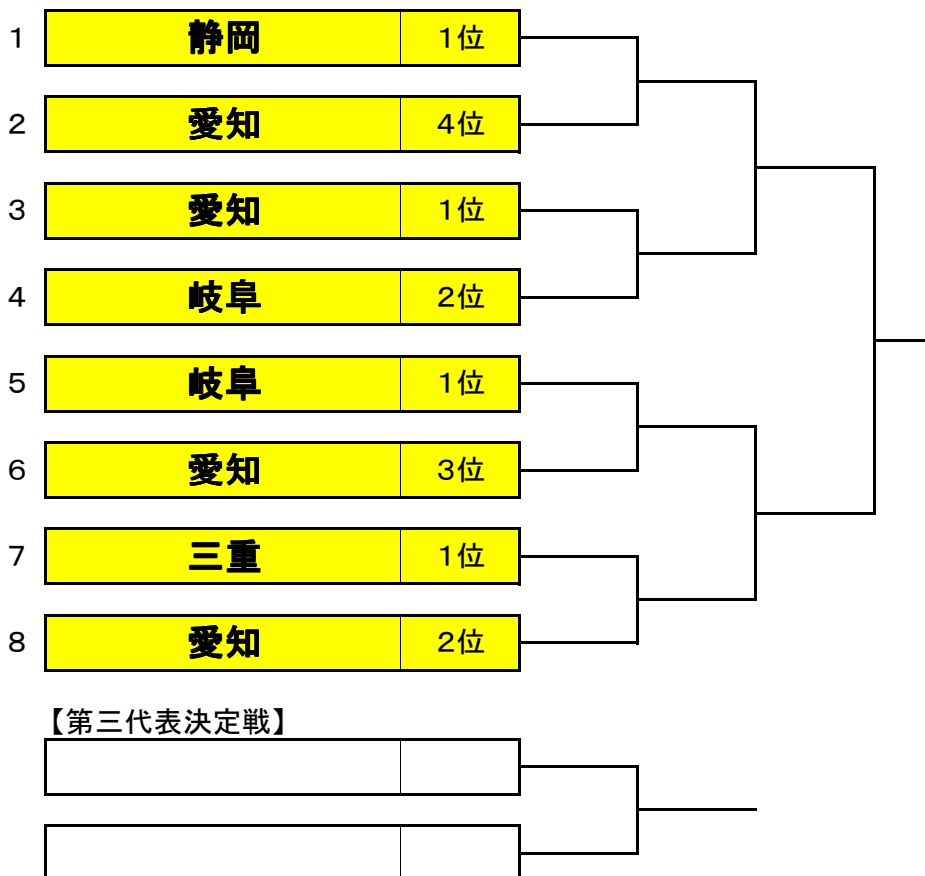 1 静岡 1位
2 愛知 4位
3 愛知 1位
4 岐阜 2位
5 岐阜 1位
6 愛知 3位
7 三重 1位
8 愛知 2位
【第三代表決定戦】